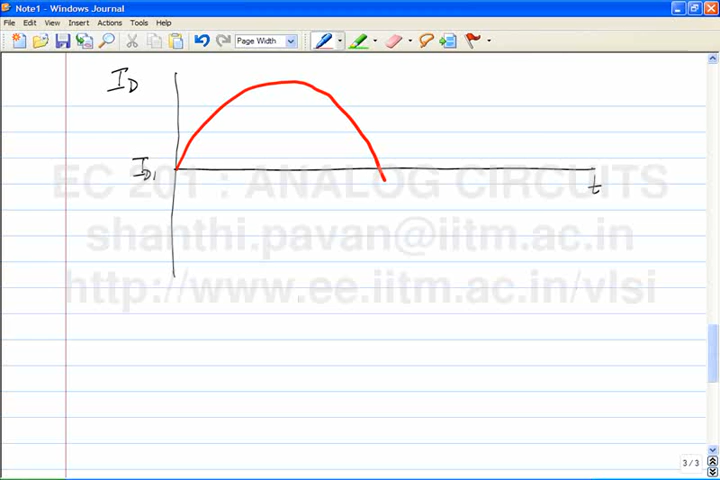 Note1 - Windows Journal
File Edit View Insert Actions Tools Help
Page Width
I_D
I_D1
t
EC 201 : ANALOG CIRCUITS
shanthi.pavan@iitm.ac.in
http://www.ee.iitm.ac.in/vlsi
3 / 3